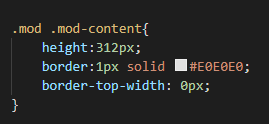 .mod .mod-content{
    height:312px;
    border:1px solid #E0E0E0;
    border-top-width: 0px;
}